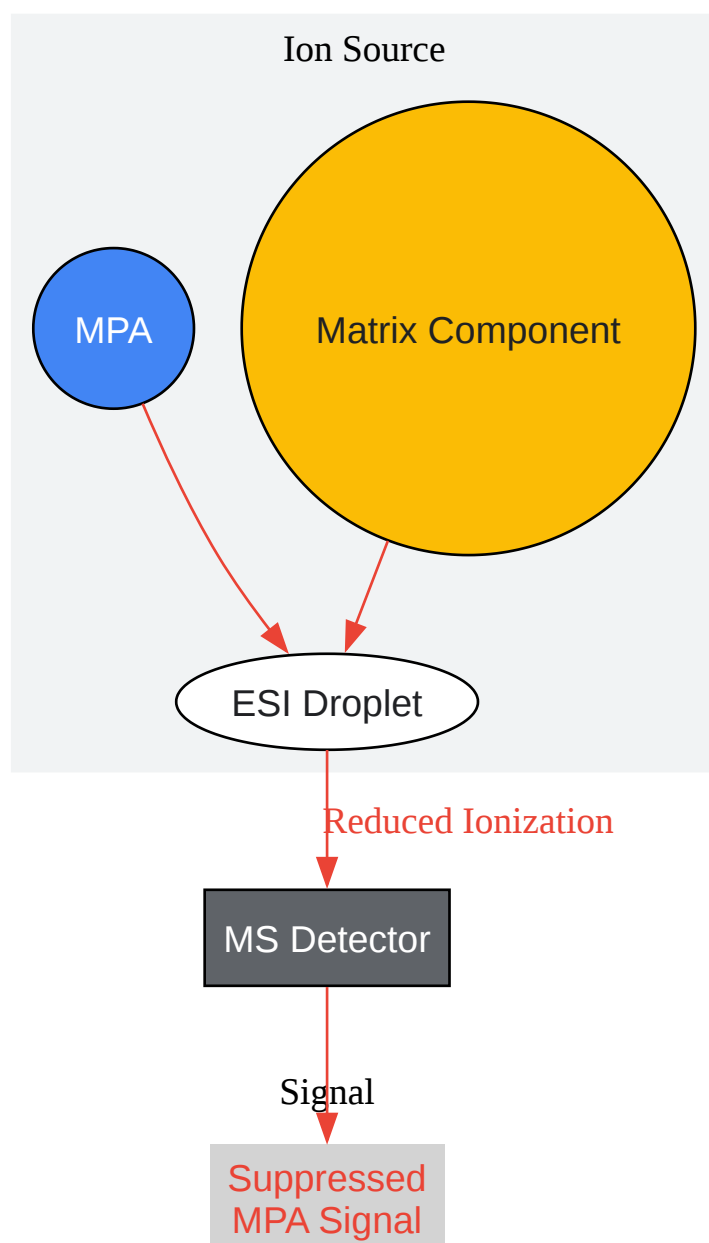 Ion Source
MPA
Matrix Component
ESI Droplet
Reduced Ionization
MS Detector
Signal
Suppressed
MPA Signal